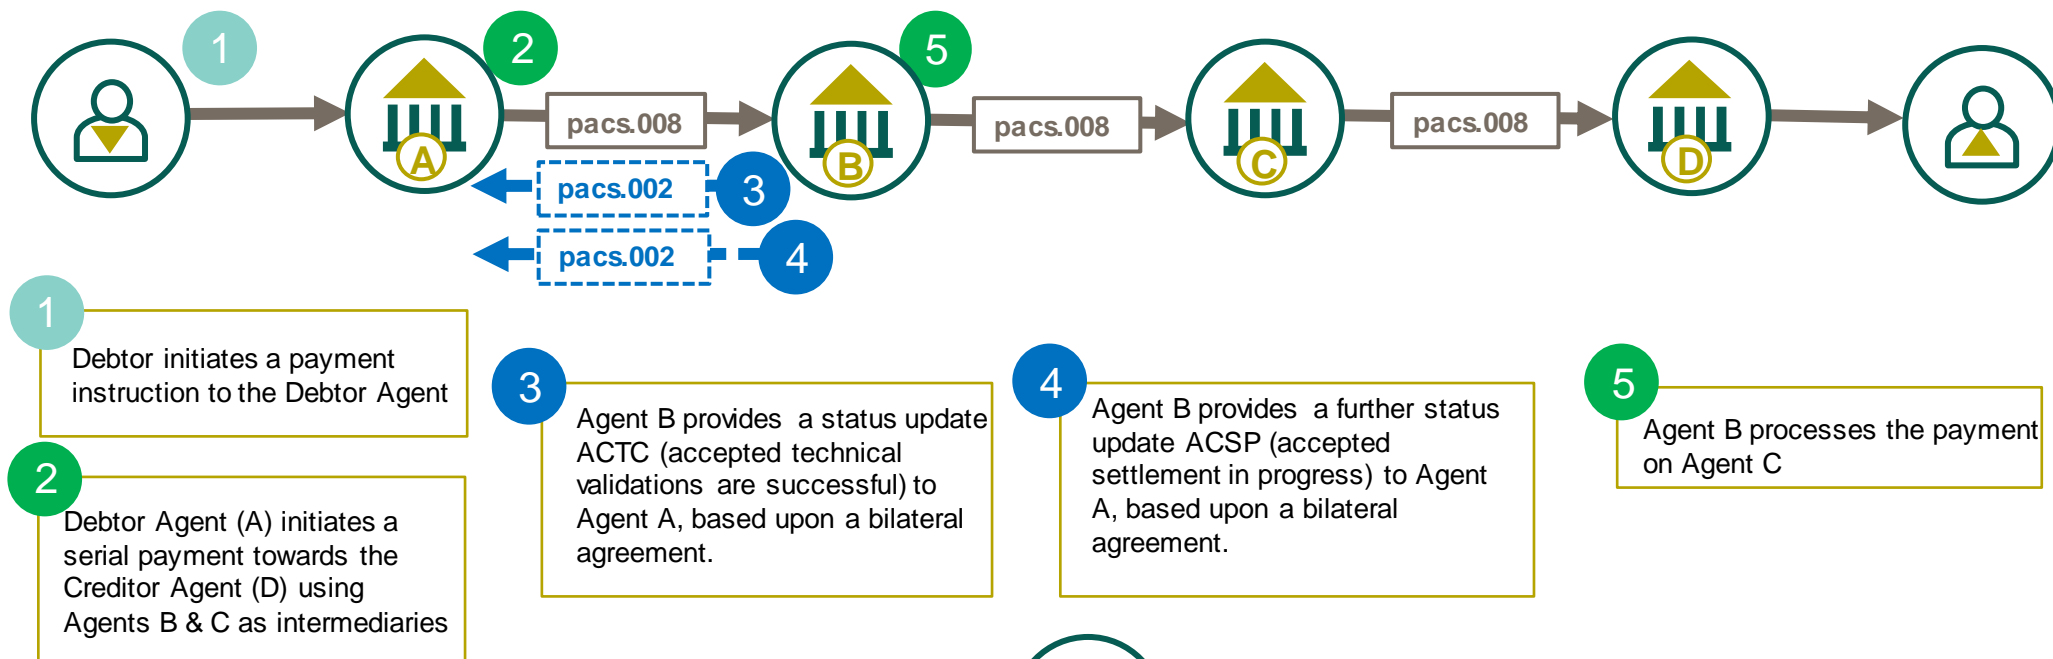 1
2
5
pacs.008
pacs.008
pacs.008
A
B
C
D
pacs.002
3
pacs.002
4
1
Debtor initiates a payment
instruction to the Debtor Agent
2
Debtor Agent (A) initiates a
serial payment towards the
Creditor Agent (D) using
Agents B & C as intermediaries
3
Agent B provides a status update
ACTC (accepted technical
validations are successful) to
Agent A, based upon a bilateral
agreement.
4
Agent B provides a further status
update ACSP (accepted
settlement in progress) to Agent
A, based upon a bilateral
agreement.
5
Agent B processes the payment
on Agent C